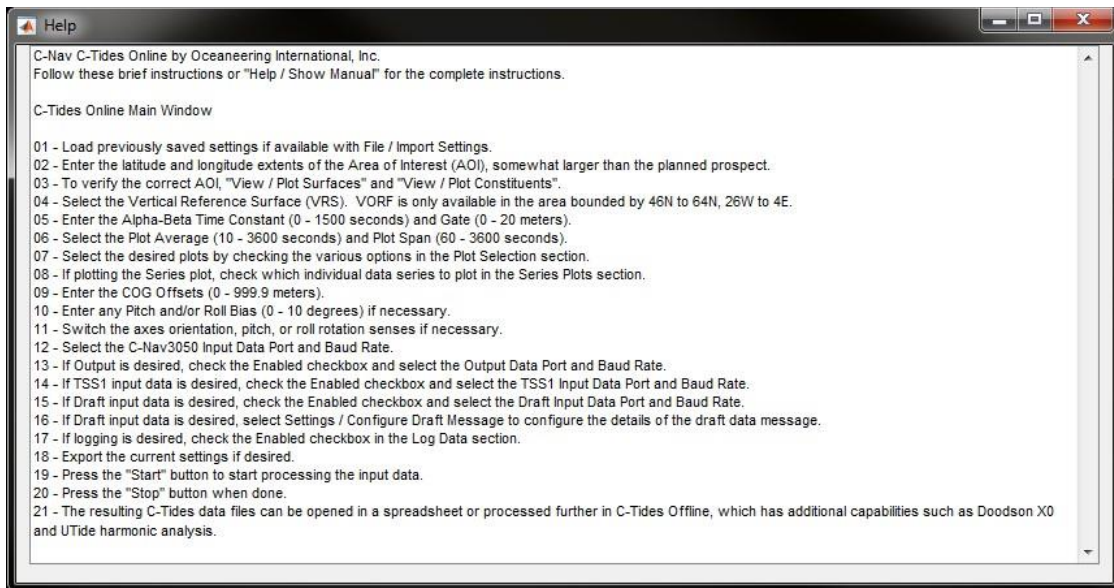 Help
C-Nav C-Tides Online by Oceaneering International, Inc.
Follow these brief instructions or "Help / Show Manual" for the complete instructions.
C-Tides Online Main Window
01 - Load previously saved settings if available with File / Import Settings.
02 - Enter the latitude and longitude extents of the Area of Interest (AOI), somewhat larger than the planned prospect.
03 - To verify the correct AOI, "View / Plot Surfaces" and "View / Plot Constituents".
04 - Select the Vertical Reference Surface (VRS).  VORF is only available in the area bounded by 46N to 64N, 26W to 4E.
05 - Enter the Alpha-Beta Time Constant (0 - 1500 seconds) and Gate (0 - 20 meters).
06 - Select the Plot Average (10 - 3600 seconds) and Plot Span (60 - 3600 seconds).
07 - Select the desired plots by checking the various options in the Plot Selection section.
08 - If plotting the Series plot, check which individual data series to plot in the Series Plots section.
09 - Enter the COG Offsets (0 - 999.9 meters).
10 - Enter any Pitch and/or Roll Bias (0 - 10 degrees) if necessary.
11 - Switch the axes orientation, pitch, or roll rotation senses if necessary.
12 - Select the C-Nav3050 Input Data Port and Baud Rate.
13 - If Output is desired, check the Enabled checkbox and select the Output Data Port and Baud Rate.
14 - If TSS1 input data is desired, check the Enabled checkbox and select the TSS1 Input Data Port and Baud Rate.
15 - If Draft input data is desired, check the Enabled checkbox and select the Draft Input Data Port and Baud Rate.
16 - If Draft input data is desired, select Settings / Configure Draft Message to configure the details of the draft data message.
17 - If logging is desired, check the Enabled checkbox in the Log Data section.
18 - Export the current settings if desired.
19 - Press the "Start" button to start processing the input data.
20 - Press the "Stop" button when done.
21 - The resulting C-Tides data files can be opened in a spreadsheet or processed further in C-Tides Offline, which has additional capabilities such as Doodson X0
and UTide harmonic analysis.